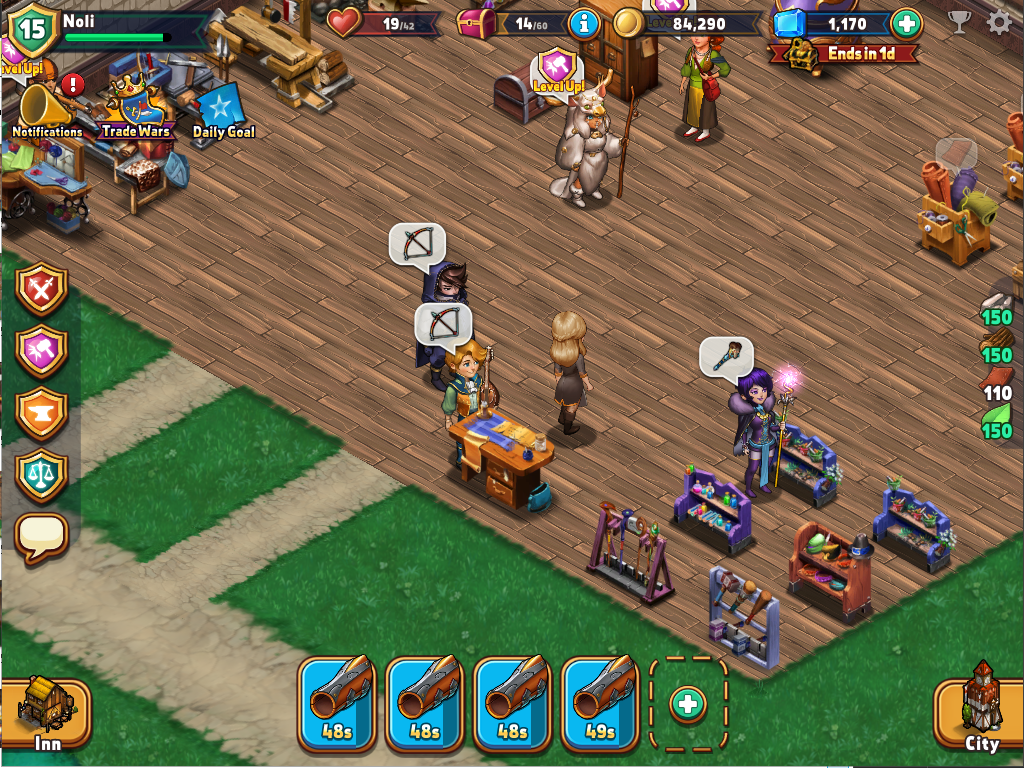 15
Noli
19/42
14/60
84,290
1,170
Ends in 1d
Level Up!
evel Up!
Notifications
Trade Wars
Daily Goal
150
150
110
150
48s
48s
48s
49s
Inn
City